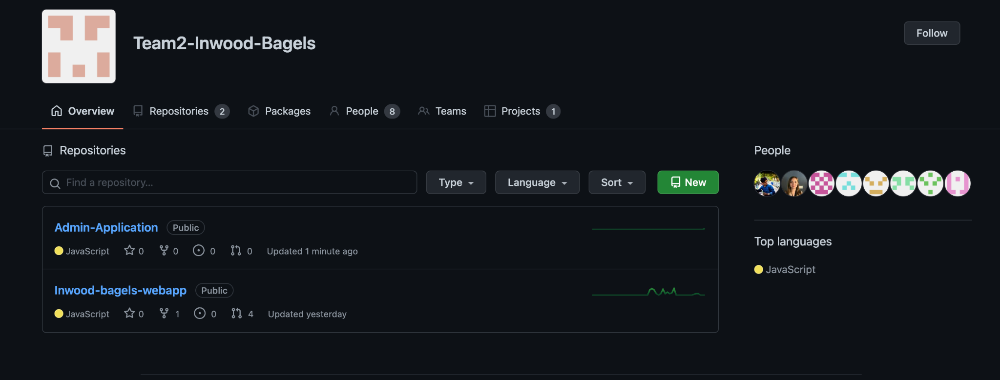 Team2-Inwood-Bagels
Follow
Overview Repositories 2 Packages People 8 Teams Projects 1
Repositories
Find a repository...
Type Language Sort New
Admin-Application Public
JavaScript 0 0 0 0 Updated 1 minute ago
Inwood-bagels-webapp Public
JavaScript 0 1 0 4 Updated yesterday
People
Top languages
JavaScript